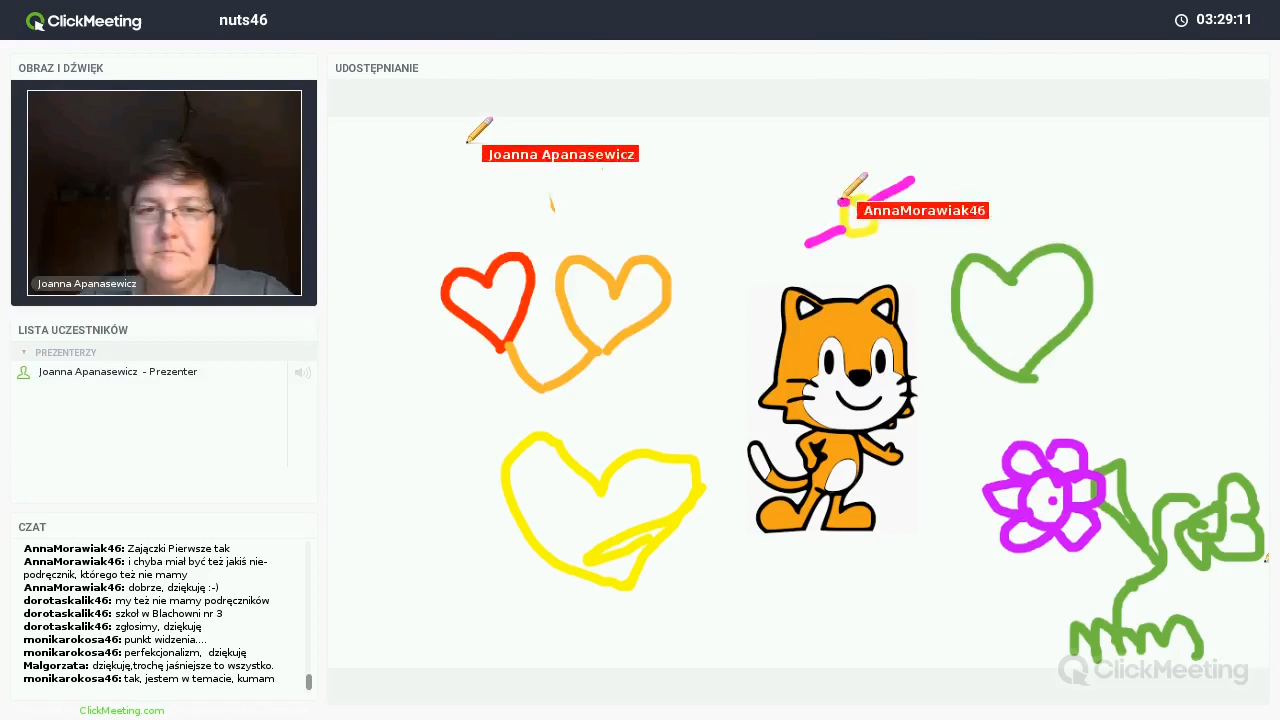 ClickMeeting
nuts46
03:29:11
OBRAZ I DŹWIĘK
UDOSTĘPNIANIE
Joanna Apanasewicz
AnnaMorawiak46
Joanna Apanasewicz
LISTA UCZESTNIKÓW
PREZENTERZY
Joanna Apanasewicz - Prezenter
CZAT
AnnaMorawiak46: Zajączki Pierwsze tak
AnnaMorawiak46: i chyba miał być też jakiś nie-
podręcznik, którego też nie mamy
AnnaMorawiak46: dobrze, dziękuję :-)
dorotaskalik46: my też nie mamy podręczników
dorotaskalik46: szkoł w Blachowni nr 3
dorotaskalik46: zgłosimy, dziękuję
monikarokosa46: punkt widzenia....
monikarokosa46: perfekcjonalizm, dziękuję
Malgorzata: dziękuję,trochę jaśniejsze to wszystko.
monikarokosa46: tak, jestem w temacie, kumam
ClickMeeting
ClickMeeting.com